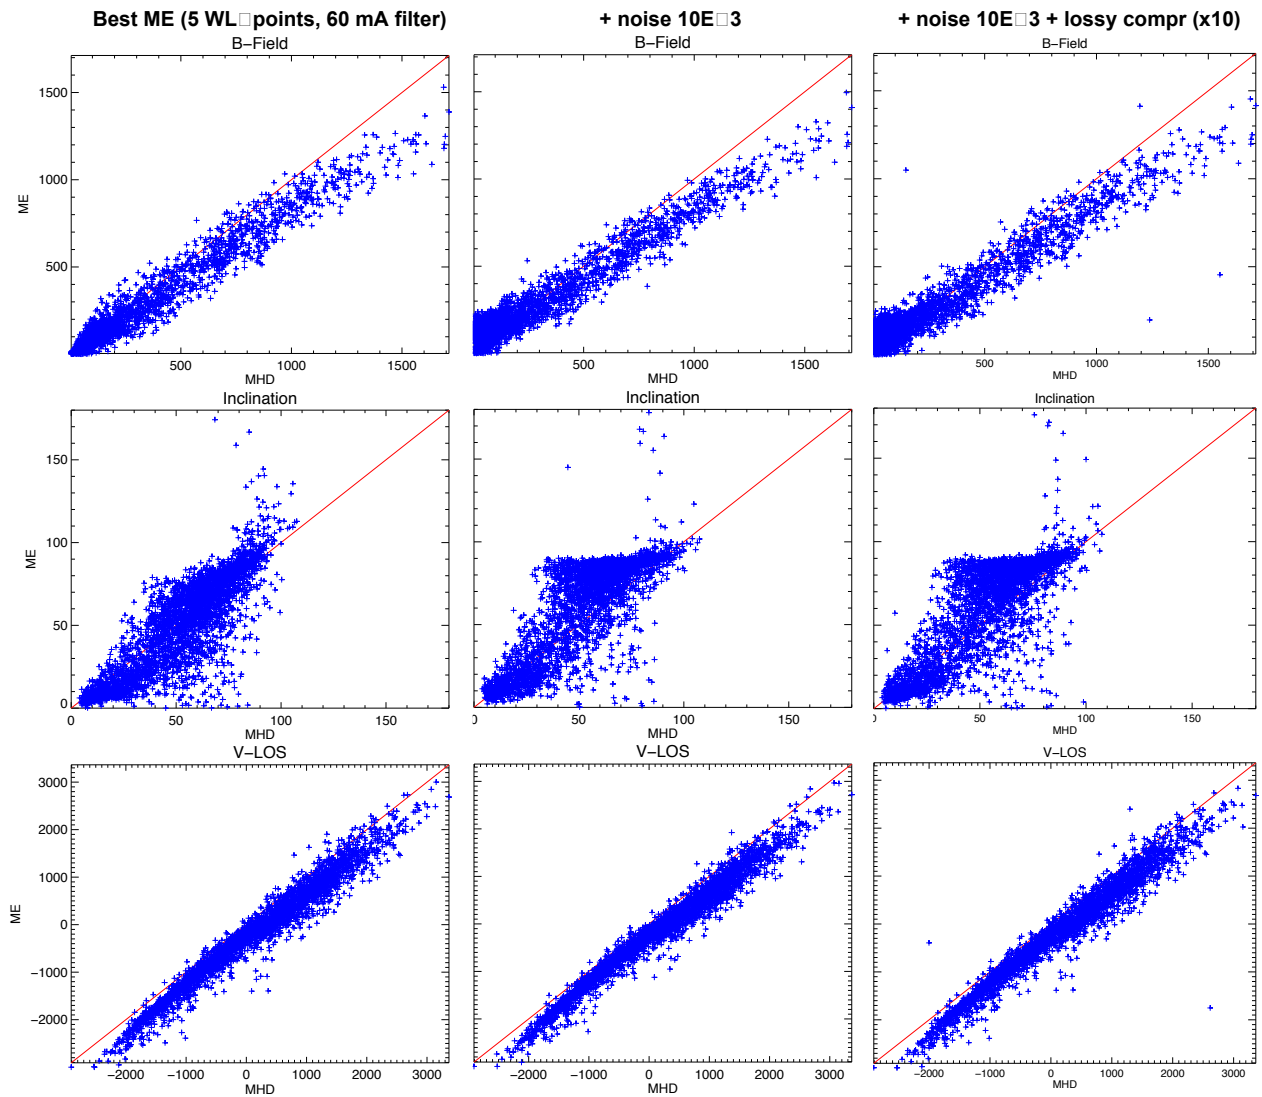 Best ME (5 WL□points, 60 mA filter)
+ noise 10E□3
+ noise 10E□3 + lossy compr (x10)
B−Field
B−Field
B−Field
1500
1000
500
ME
500
1000
1500
MHD
500
1000
1500
MHD
500
1000
1500
MHD
Inclination
Inclination
Inclination
150
100
50
0
ME
0
50
100
150
MHD
0
50
100
150
MHD
0
50
100
150
MHD
V−LOS
V−LOS
V−LOS
3000
2000
1000
0
−1000
−2000
ME
−2000
−1000
0
1000
2000
3000
MHD
−2000
−1000
0
1000
2000
3000
MHD
−2000
−1000
0
1000
2000
3000
MHD